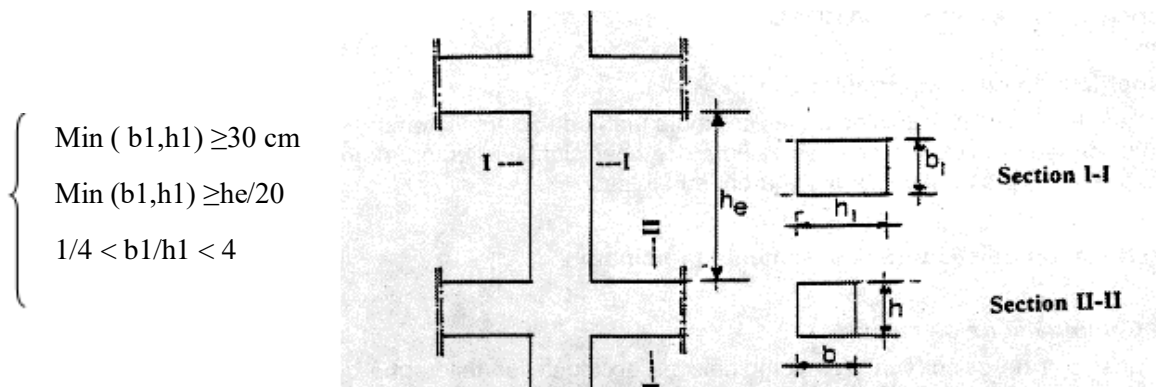 Min ( b1,h1) ≥30 cm
Min (b1,h1) ≥he/20
1/4 < b1/h1 < 4
I
I
he
II
II
b1
h1
Section I-I
h
b
Section II-II